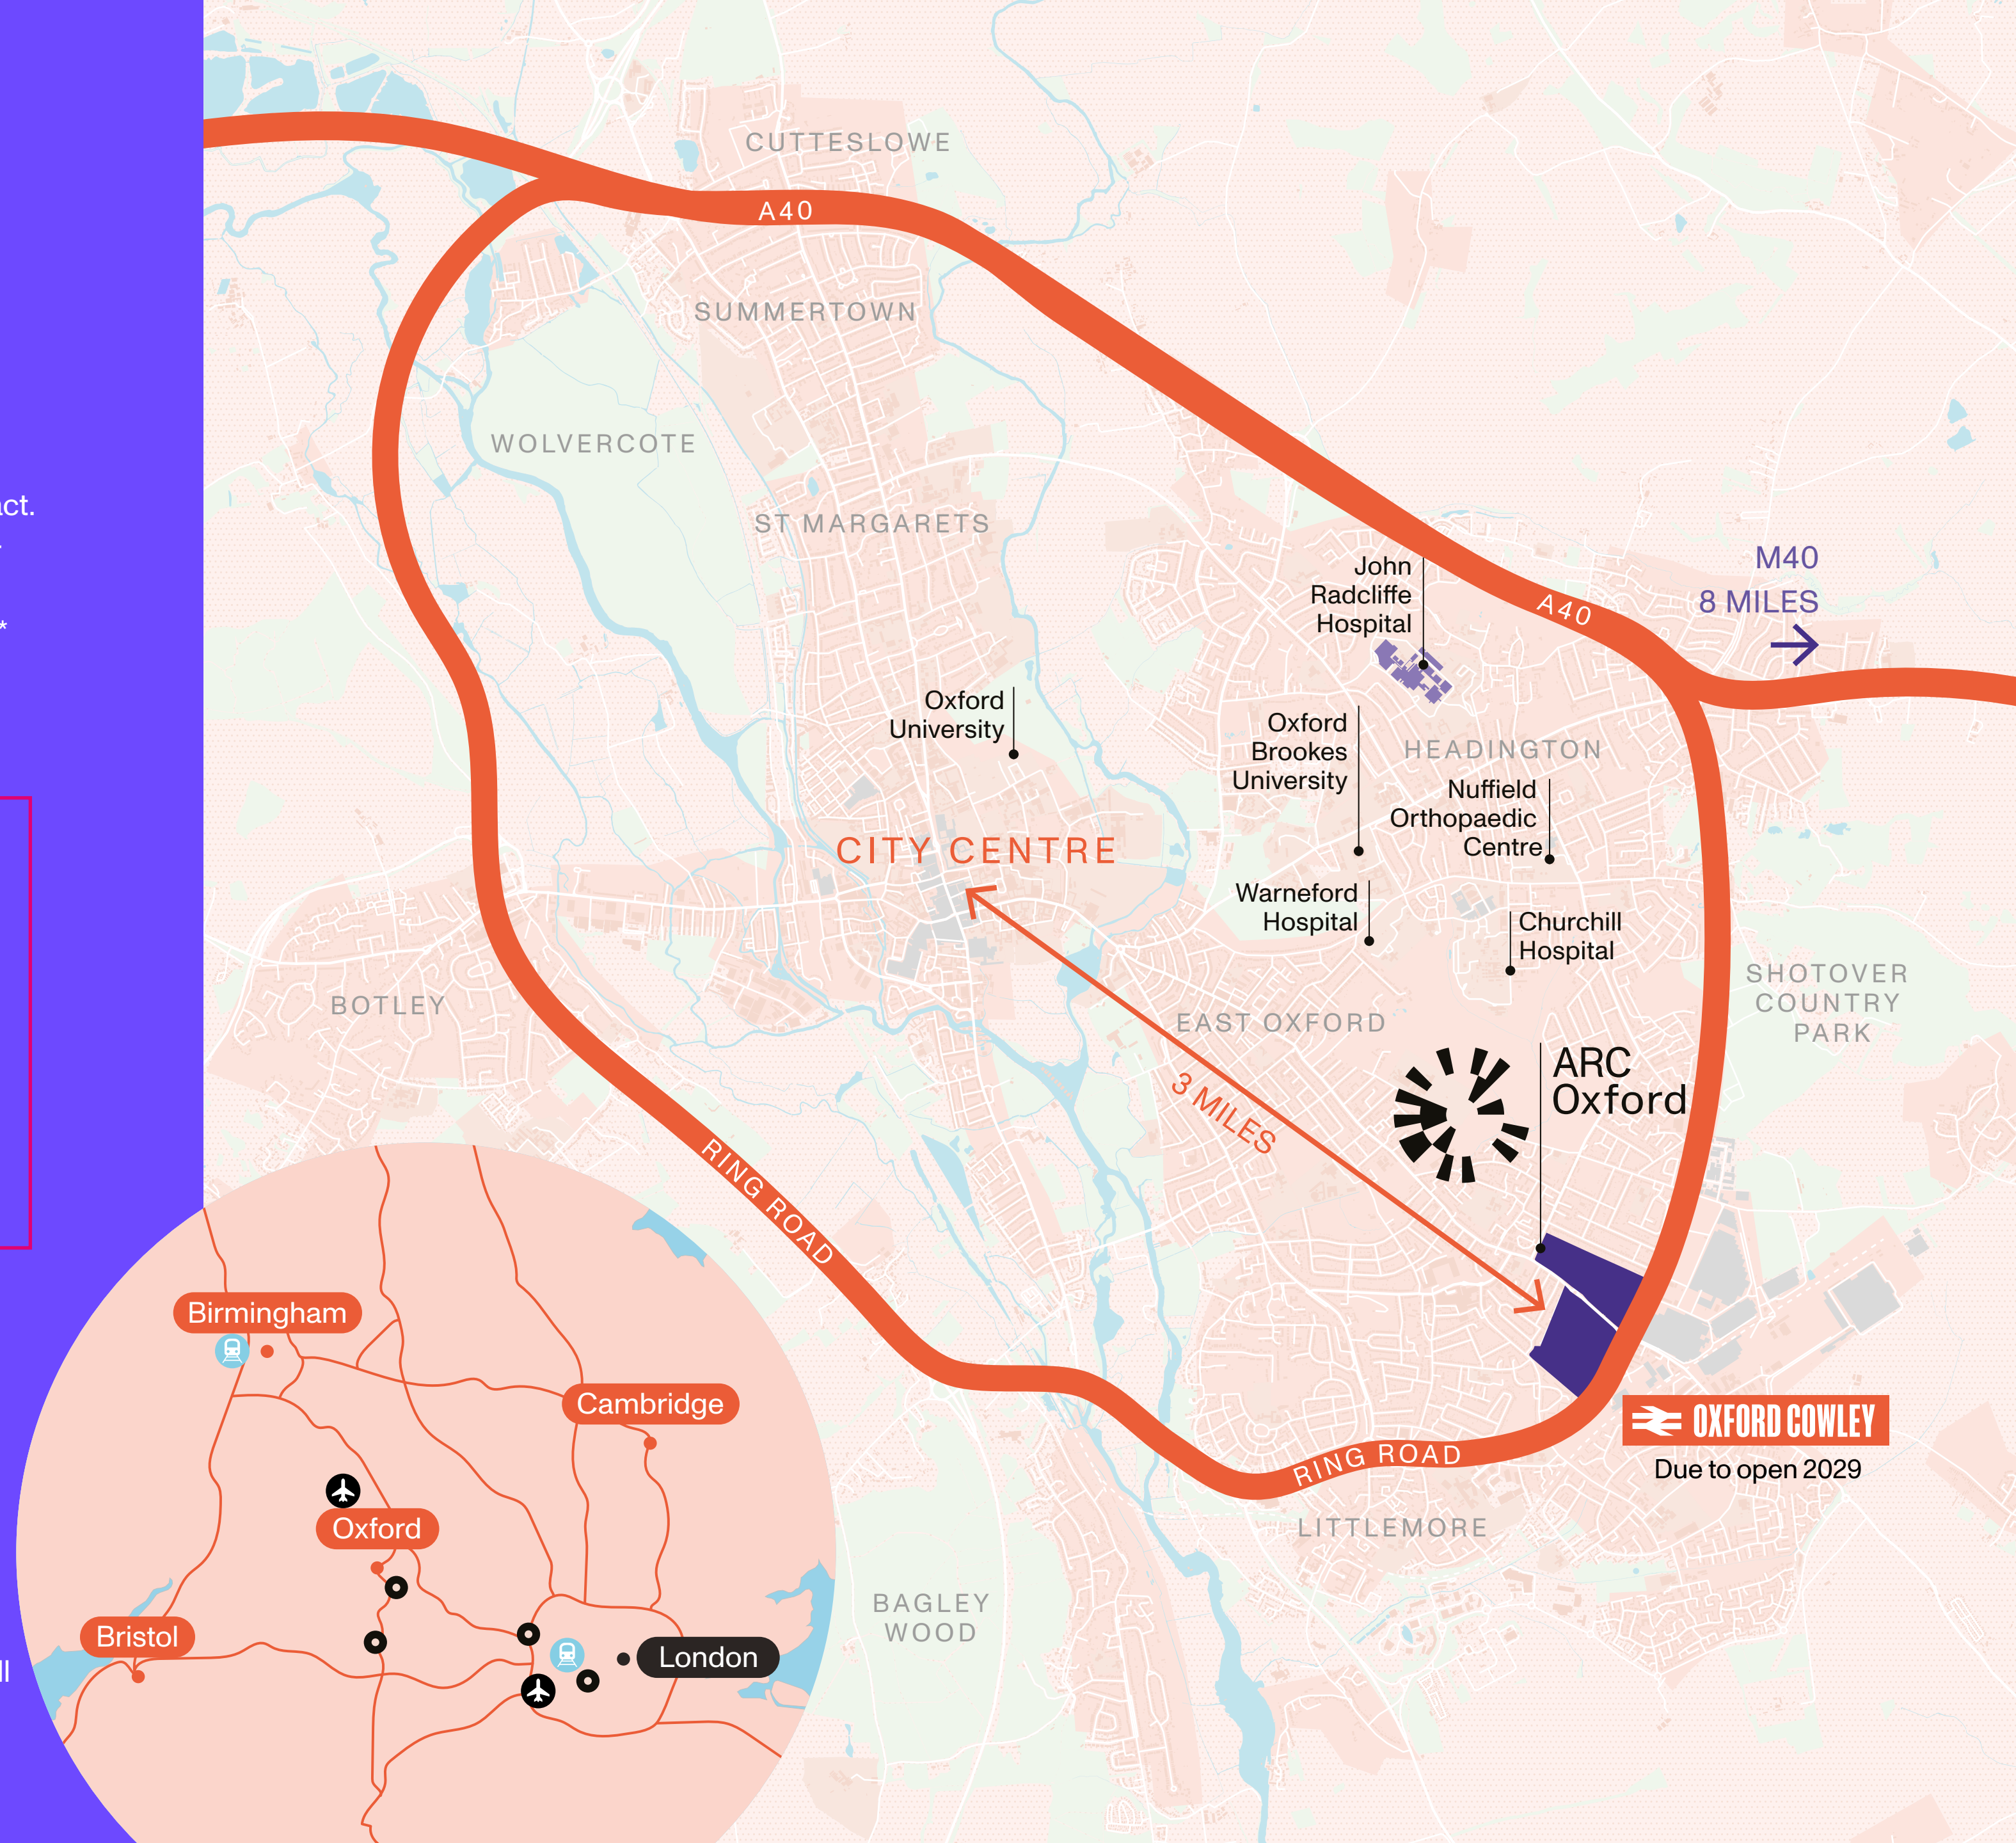 act.
*
ll
CUTTESLOWE
A40
SUMMERTOWN
WOLVERCOTE
ST MARGARETS
John
Radcliffe
Hospital
A40
M40
8 MILES
Oxford
University
Oxford
Brookes
University
HEADINGTON
Nuffield
Orthopaedic
Centre
CITY CENTRE
Warneford
Hospital
Churchill
Hospital
BOTLEY
EAST OXFORD
SHOTOVER
COUNTRY
PARK
3 MILES
ARC
Oxford
RING ROAD
RING ROAD
OXFORD COWLEY
Due to open 2029
LITTLEMORE
BAGLEY
WOOD
Birmingham
Cambridge
Oxford
Bristol
London